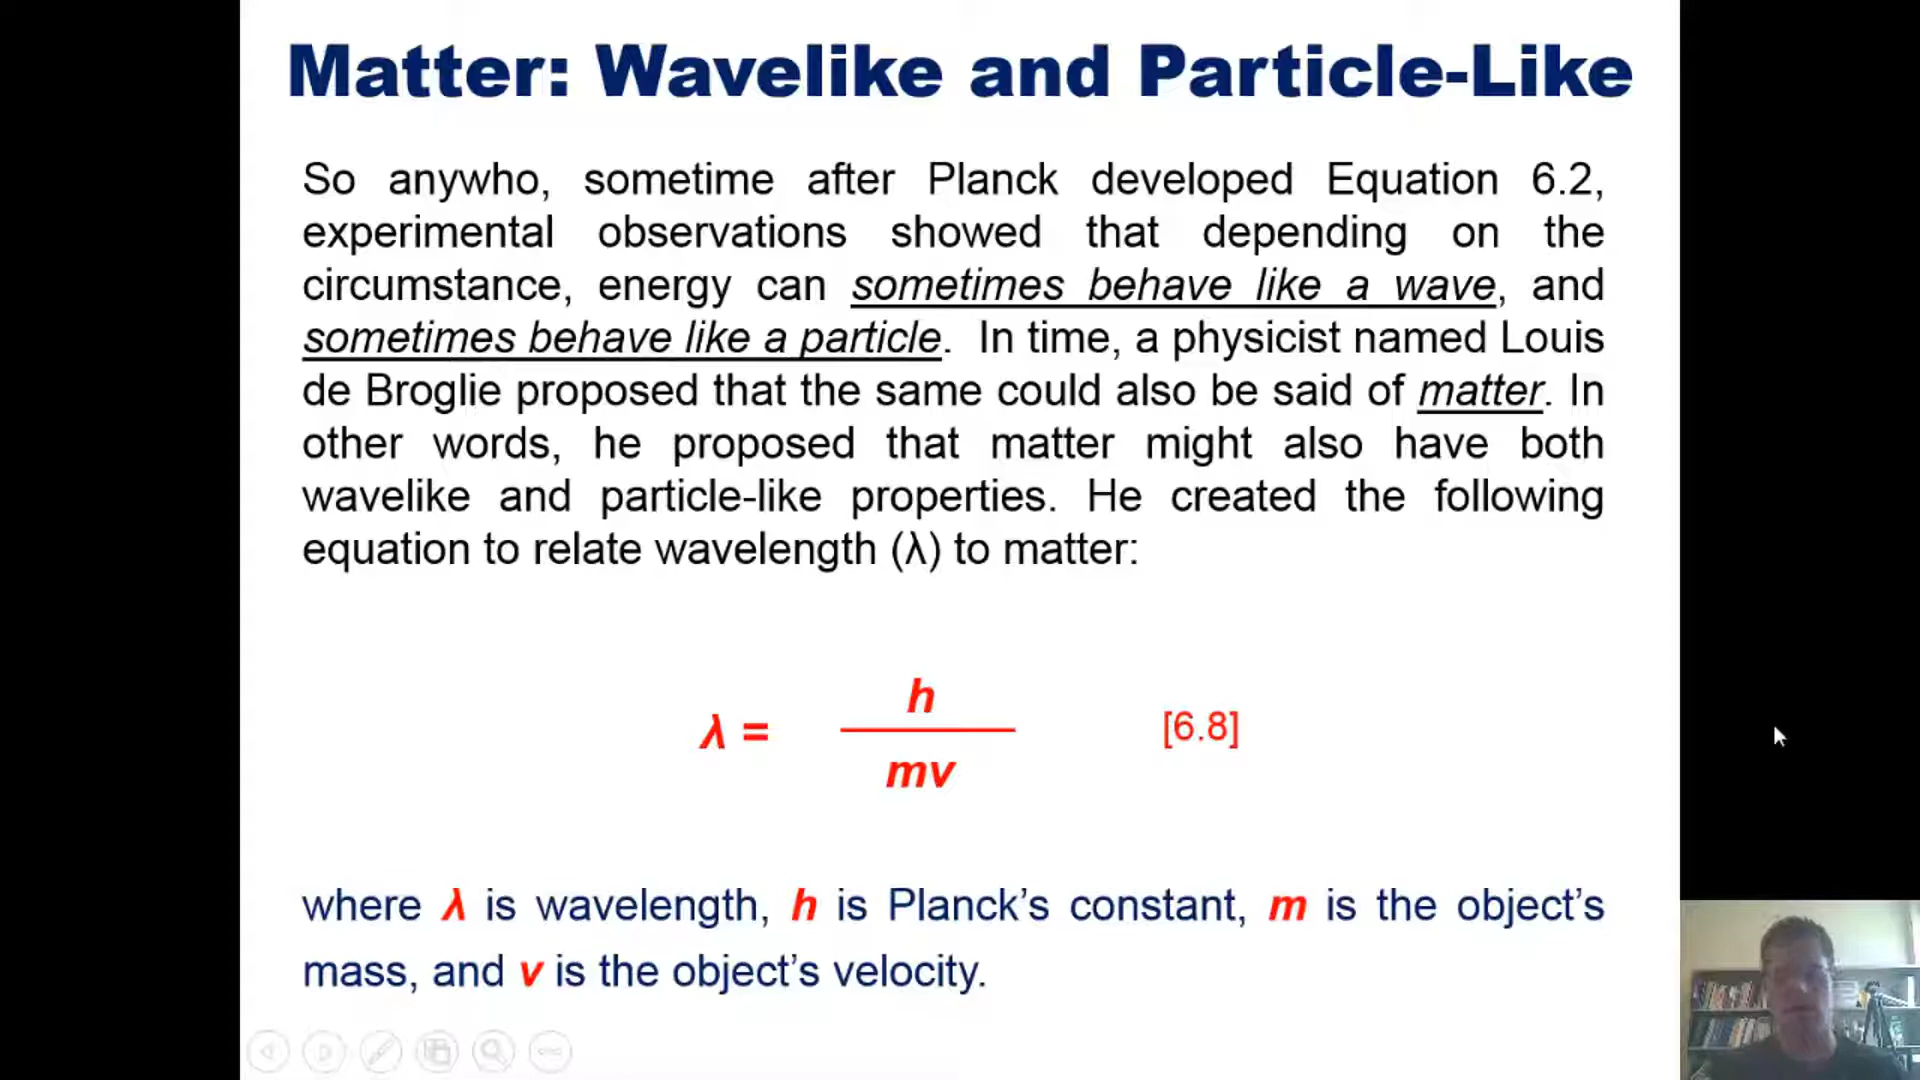 Matter: Wavelike and Particle-Like
So anywho, sometime after Planck developed Equation 6.2,
experimental observations showed that depending on the
circumstance, energy can sometimes behave like a wave, and
sometimes behave like a particle. In time, a physicist named Louis
de Broglie proposed that the same could also be said of matter. In
other words, he proposed that matter might also have both
wavelike and particle-like properties. He created the following
equation to relate wavelength (λ) to matter:
h
λ = [6.8]
mv
where λ is wavelength, h is Planck’s constant, m is the object’s
mass, and v is the object’s velocity.